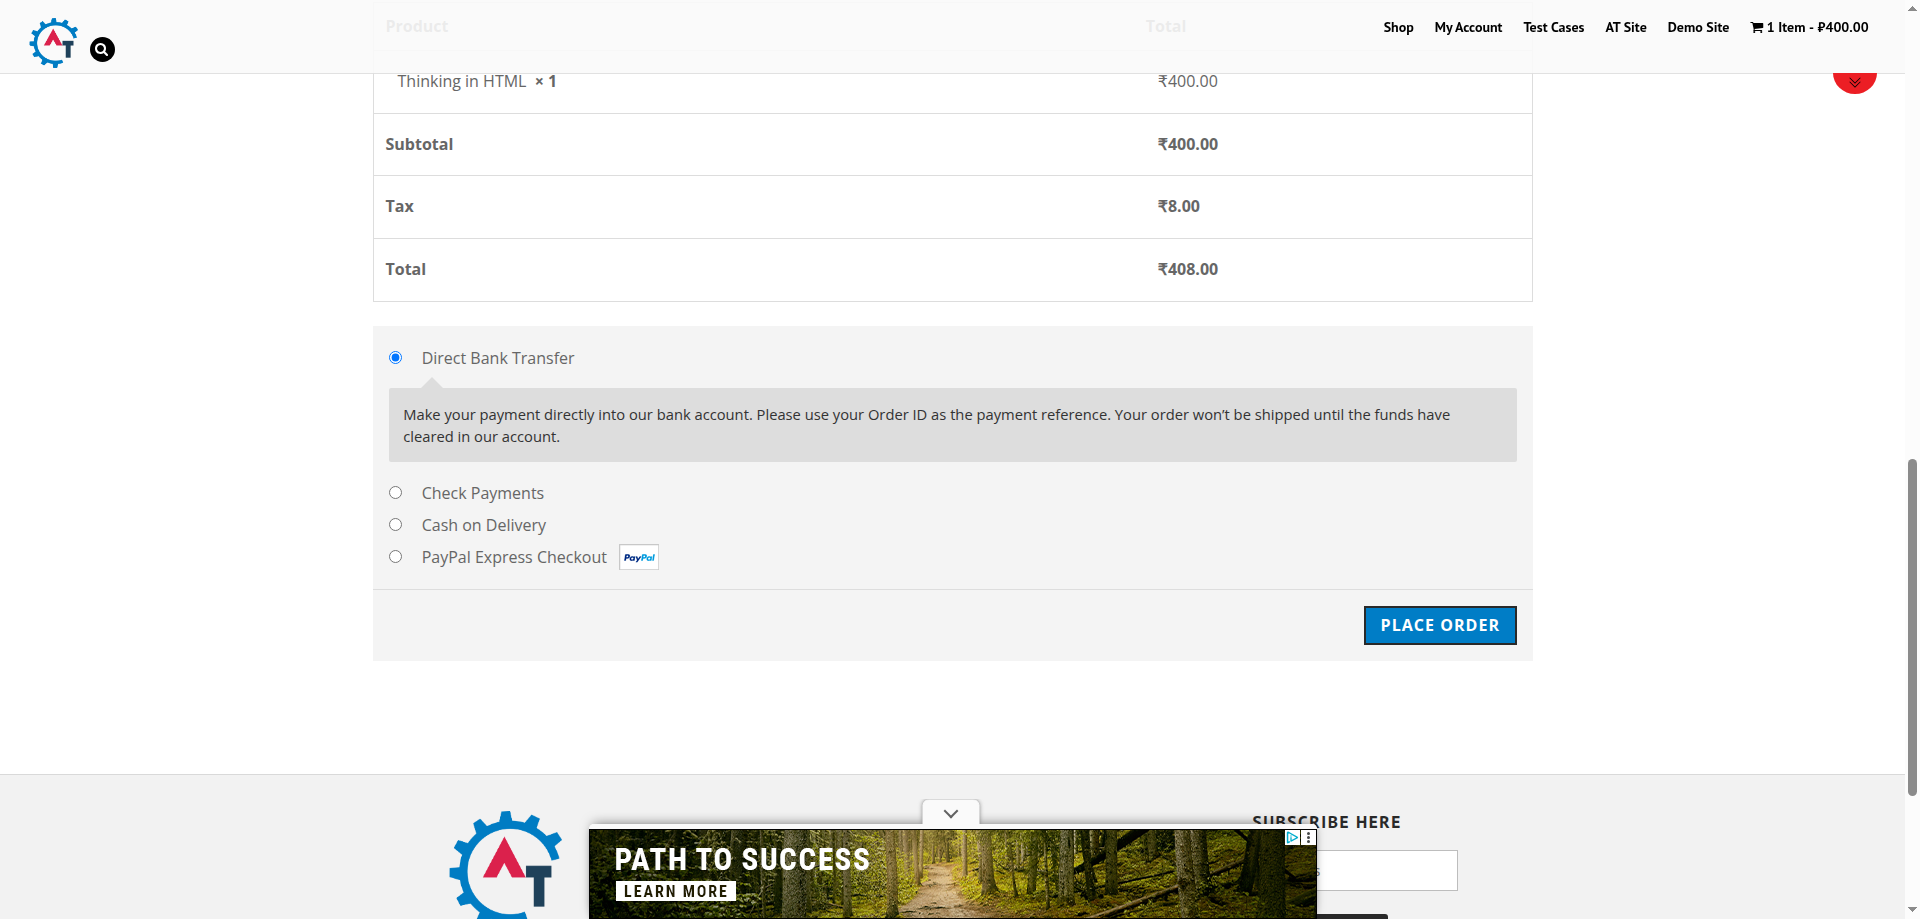 Product Total
Shop My Account Test Cases AT Site Demo Site 1 Item - ₽400.00
AT
Thinking in HTML × 1 ₹400.00
Subtotal ₹400.00
Tax ₹8.00
Total ₹408.00
Direct Bank Transfer
Make your payment directly into our bank account. Please use your Order ID as the payment reference. Your order won’t be shipped until the funds have
cleared in our account.
Check Payments
Cash on Delivery
PayPal Express Checkout PayPal
PLACE ORDER
SUBSCRIBE HERE
AT
PATH TO SUCCESS
LEARN MORE